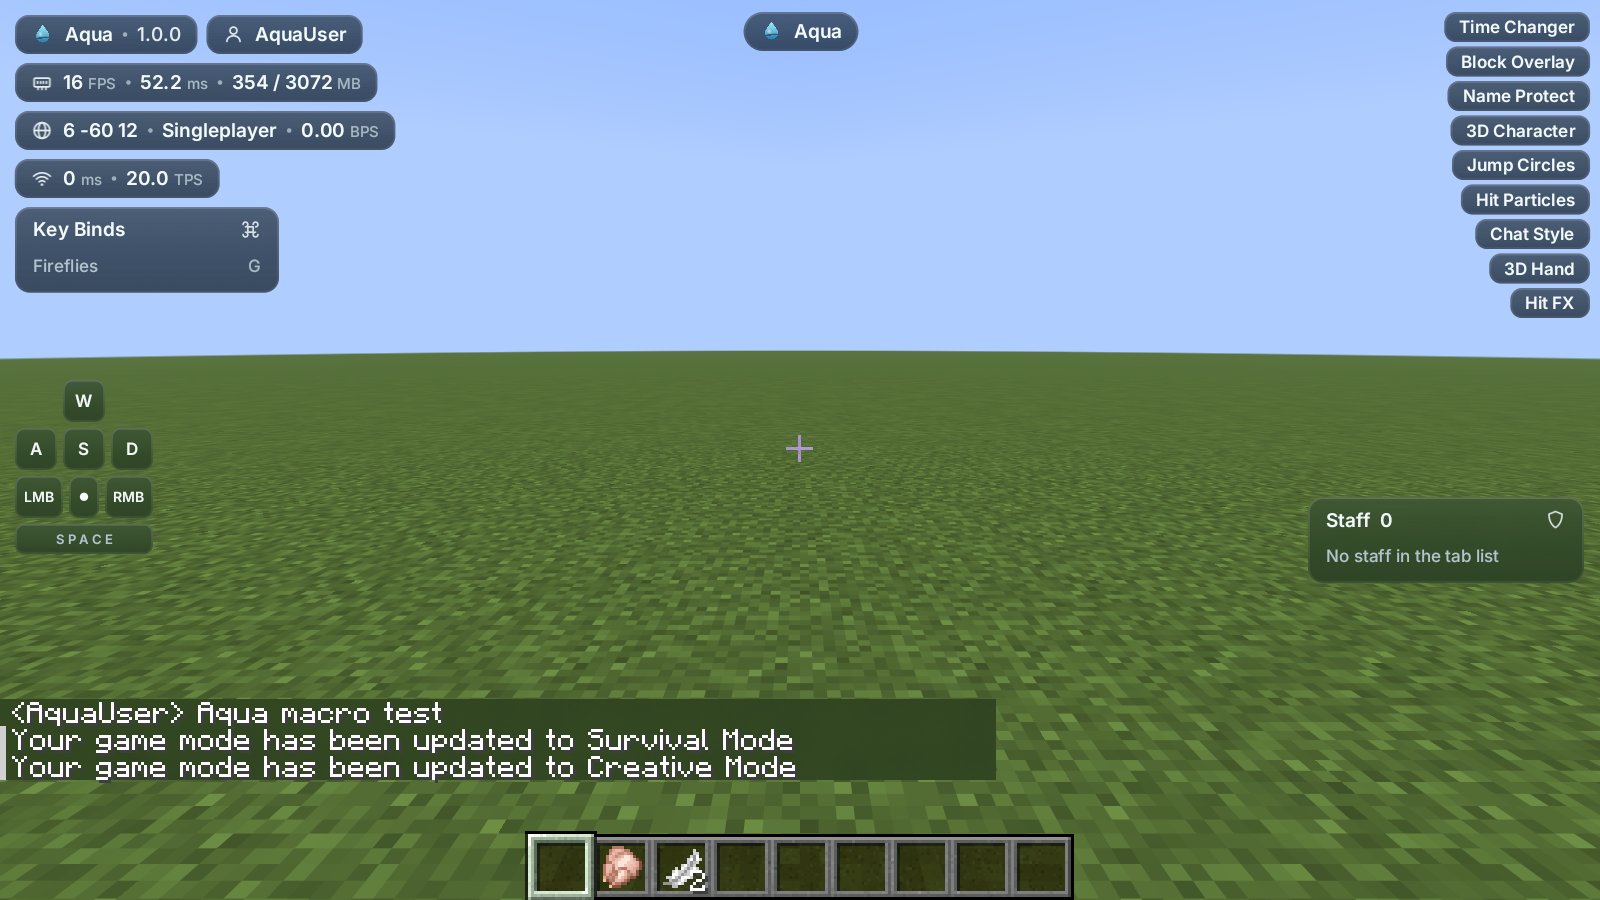 Aqua • 1.0.0
AquaUser
Aqua
16 FPS • 52.2 ms • 354 / 3072 MB
6 -60 12 • Singleplayer • 0.00 BPS
0 ms • 20.0 TPS
Key Binds
Fireflies G
Time Changer
Block Overlay
Name Protect
3D Character
Jump Circles
Hit Particles
Chat Style
3D Hand
Hit FX
W
A S D
LMB RMB
SPACE
Staff 0
No staff in the tab list
<AquaUser> Aqua macro test
Your game mode has been updated to Survival Mode
Your game mode has been updated to Creative Mode
2